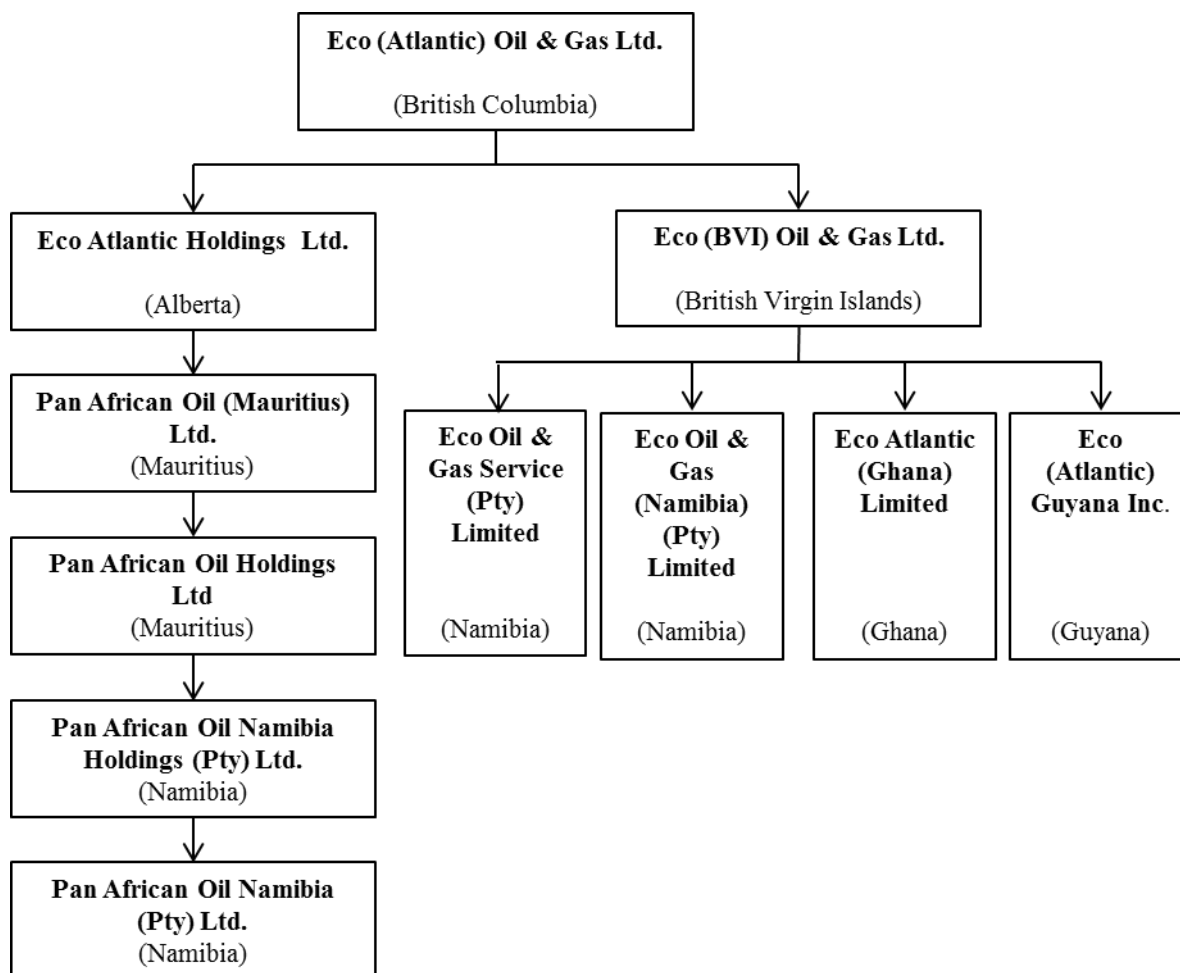 Eco (Atlantic) Oil & Gas Ltd.
(British Columbia)
Eco Atlantic Holdings Ltd.
(Alberta)
Pan African Oil (Mauritius)
Ltd.
(Mauritius)
Pan African Oil Holdings
Ltd
(Mauritius)
Pan African Oil Namibia
Holdings (Pty) Ltd.
(Namibia)
Pan African Oil Namibia
(Pty) Ltd.
(Namibia)
Eco (BVI) Oil & Gas Ltd.
(British Virgin Islands)
Eco Oil &
Gas Service
(Pty)
Limited
(Namibia)
Eco Oil &
Gas
(Namibia)
(Pty)
Limited
(Namibia)
Eco Atlantic
(Ghana)
Limited
(Ghana)
Eco
(Atlantic)
Guyana Inc.
(Guyana)